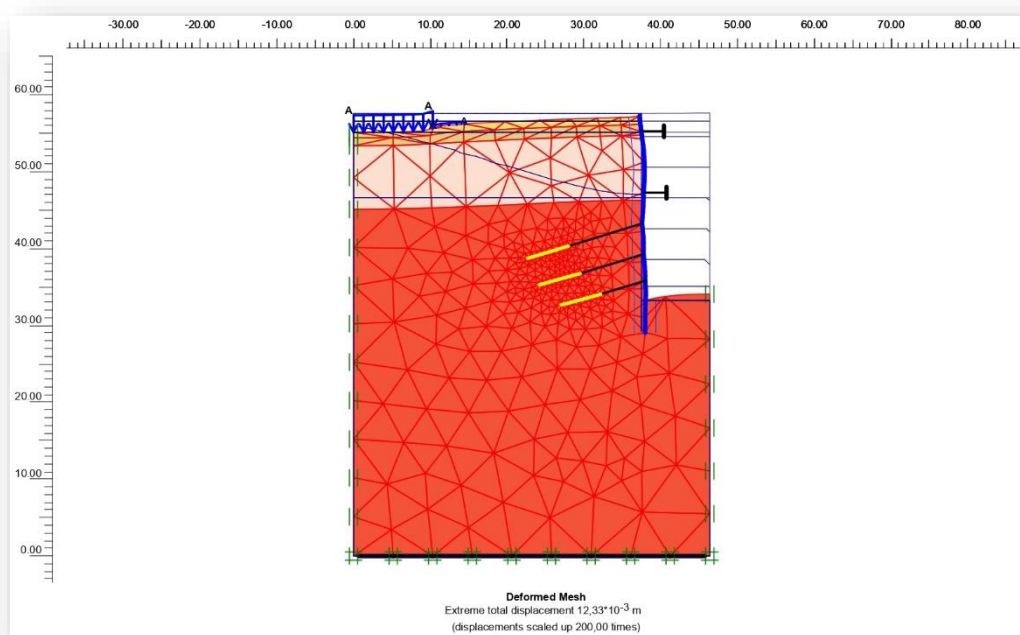 -30.00 -20.00 -10.00 0.00 10.00 20.00 30.00 40.00 50.00 60.00 70.00 80.00
60.00
A A
A
50.00
40.00
30.00
20.00
10.00
0.00
Deformed Mesh
Extreme total displacement 12,33*10-3 m
(displacements scaled up 200,00 times)